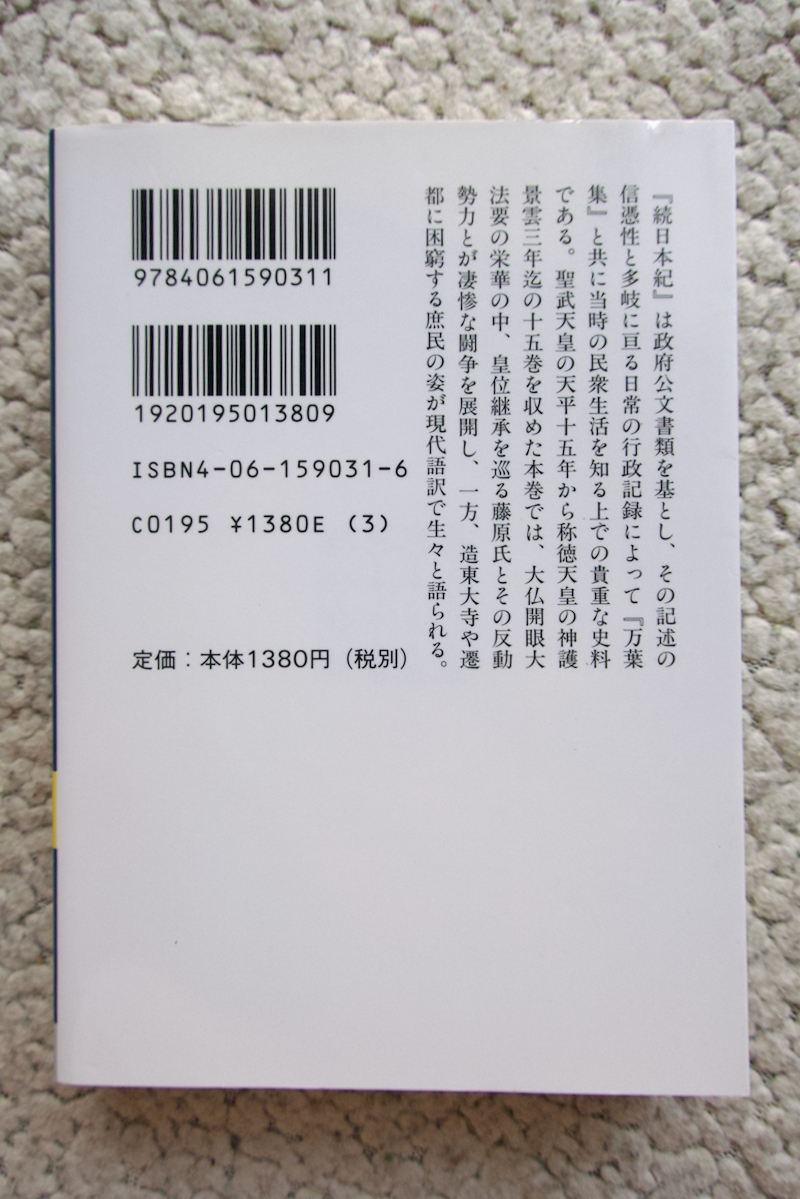 『続日本紀』は政府公文書類を基とし、その記述の
信憑性と多岐に亘る日常の行政記録によって『万葉
集』と共に当時の民衆生活を知る上での貴重な史料
である。聖武天皇の天平十五年から称徳天皇の神護
景雲三年迄の十五巻を収めた本巻では、大仏開眼大
法要の栄華の中、皇位継承を巡る藤原氏とその反動
勢力とが凄惨な闘争を展開し、一方、造東大寺や遷
都に困窮する庶民の姿が現代語訳で生々と語られる。
9784061590311
1920195013809
ISBN4-06-159031-6
C0195 ¥1380E (3)
定価：本体1380円（税別）